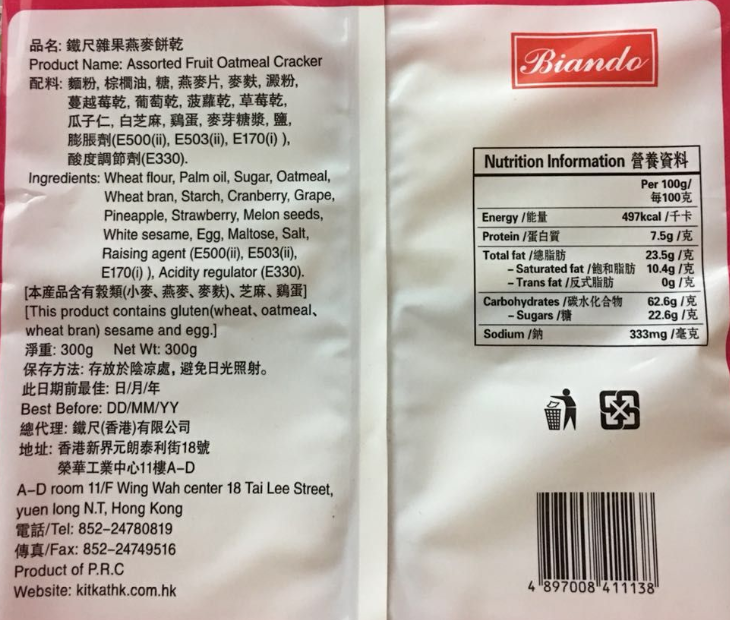 品名: 鐵尺雜果燕麥餅乾
Product Name: Assorted Fruit Oatmeal Cracker
配料: 麵粉, 棕櫚油, 糖, 燕麥片, 麥麩, 澱粉,
蔓越莓乾, 葡萄乾, 菠蘿乾, 草莓乾,
瓜子仁, 白芝麻, 鷄蛋, 麥芽糖漿, 鹽,
膨脹劑(E500(ii), E503(ii), E170(i) ),
酸度調節劑(E330).
Ingredients: Wheat flour, Palm oil, Sugar, Oatmeal,
Wheat bran, Starch, Cranberry, Grape,
Pineapple, Strawberry, Melon seeds,
White sesame, Egg, Maltose, Salt,
Raising agent (E500(ii), E503(ii),
E170(i) ), Acidity regulator (E330).
[本產品含有穀類(小麥、燕麥、麥麩)、芝麻、鷄蛋]
[This product contains gluten(wheat、oatmeal、
wheat bran) sesame and egg.]
淨重: 300g Net Wt: 300g
保存方法: 存放於陰凉處, 避免日光照射。
此日期前最佳: 日/月/年
Best Before: DD/MM/YY
總代理: 鐵尺(香港)有限公司
地址: 香港新界元朗泰利街18號
榮華工業中心11樓A–D
A–D room 11/F Wing Wah center 18 Tai Lee Street,
yuen long N.T, Hong Kong
電話/Tel: 852–24780819
傳真/Fax: 852–24749516
Product of P.R.C
Website: kitkathk.com.hk
Biando
Nutrition Information 營養資料
Per 100g/
每100克
Energy /能量 497kcal /千卡
Protein /蛋白質 7.5g /克
Total fat /總脂肪 23.5g /克
– Saturated fat /飽和脂肪 10.4g /克
– Trans fat /反式脂肪 0g /克
Carbohydrates /碳水化合物 62.6g /克
– Sugars /糖 22.6g /克
Sodium /鈉 333mg /毫克
4 897008 411138